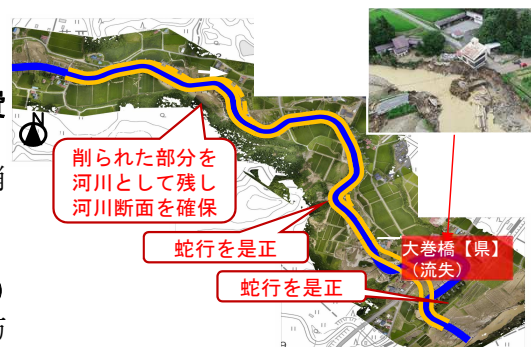 N
削られた部分を
河川として残し
河川断面を確保
蛇行を是正
大巻橋【県】
（流失）
蛇行を是正